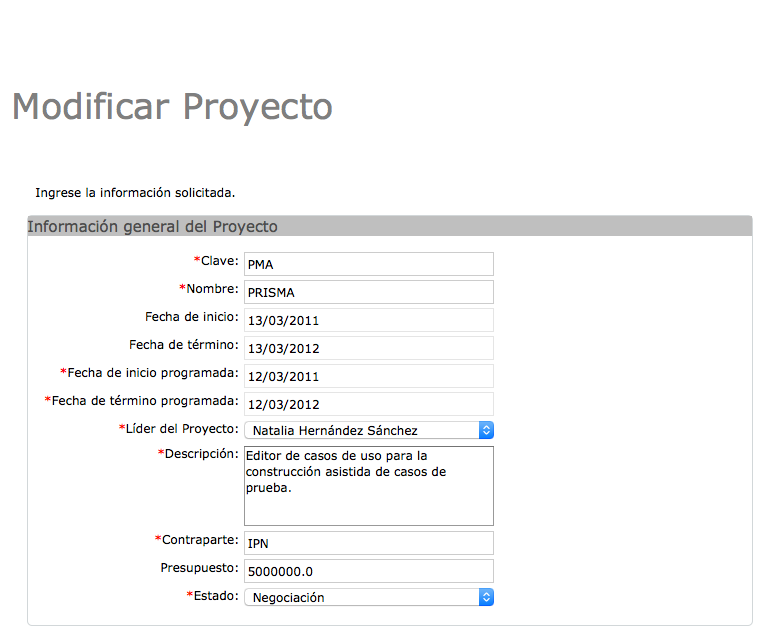 Modificar Proyecto
Ingrese la información solicitada.
Información general del Proyecto
*Clave: PMA
*Nombre: PRISMA
Fecha de inicio: 13/03/2011
Fecha de término: 13/03/2012
*Fecha de inicio programada: 12/03/2011
*Fecha de término programada: 12/03/2012
*Líder del Proyecto: Natalia Hernández Sánchez
*Descripción: Editor de casos de uso para la
construcción asistida de casos de
prueba.
*Contraparte: IPN
Presupuesto: 5000000.0
*Estado: Negociación